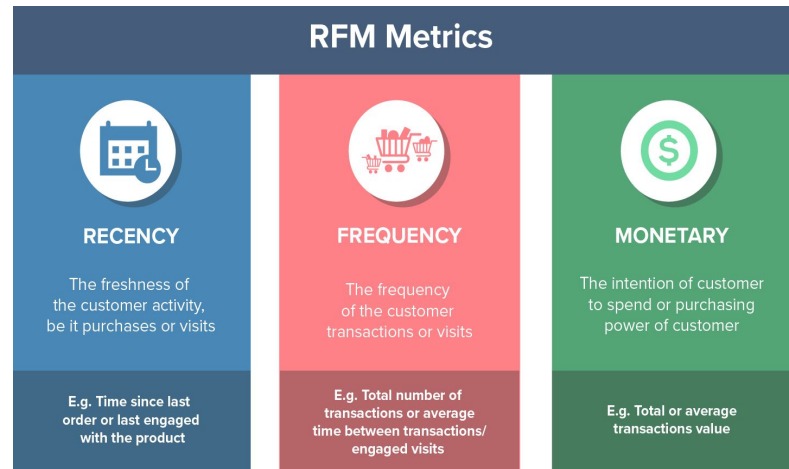 RFM Metrics
RECENCY
The freshness of
the customer activity,
be it purchases or visits
E.g. Time since last
order or last engaged
with the product
FREQUENCY
The frequency
of the customer
transactions or visits
E.g. Total number of
transactions or average
time between transactions/
engaged visits
MONETARY
The intention of customer
to spend or purchasing
power of customer
E.g. Total or average
transactions value
$